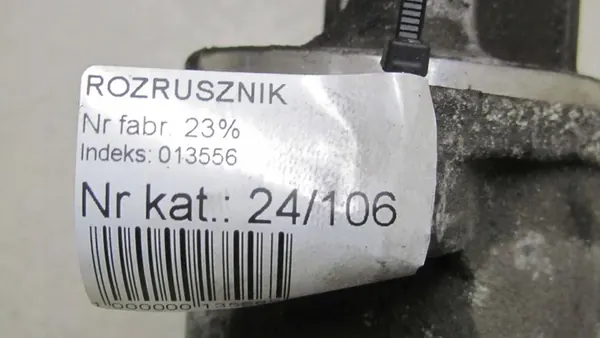 ROZRUSZNIK
Nr fabr. 23%
Indeks: 013556
Nr kat.: 24/106